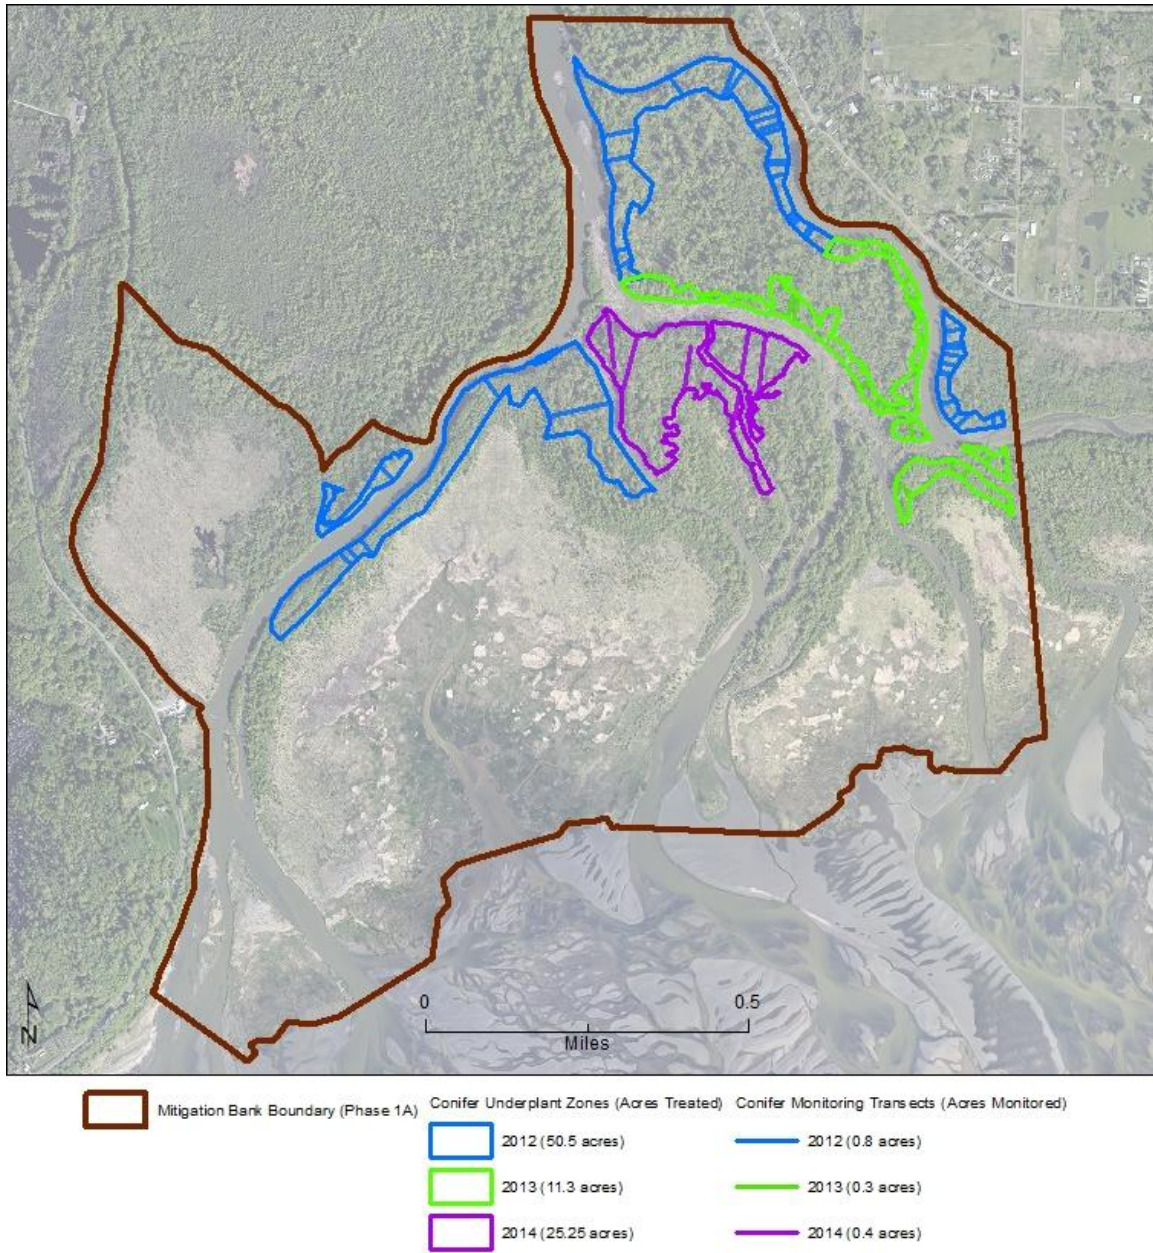 0 0.5
Miles
N
Mitigation Bank Boundary (Phase 1A) Conifer Underplant Zones (Acres Treated) Conifer Monitoring Transects (Acres Monitored)
2012 (50.5 acres) 2012 (0.8 acres)
2013 (11.3 acres) 2013 (0.3 acres)
2014 (25.25 acres) 2014 (0.4 acres)